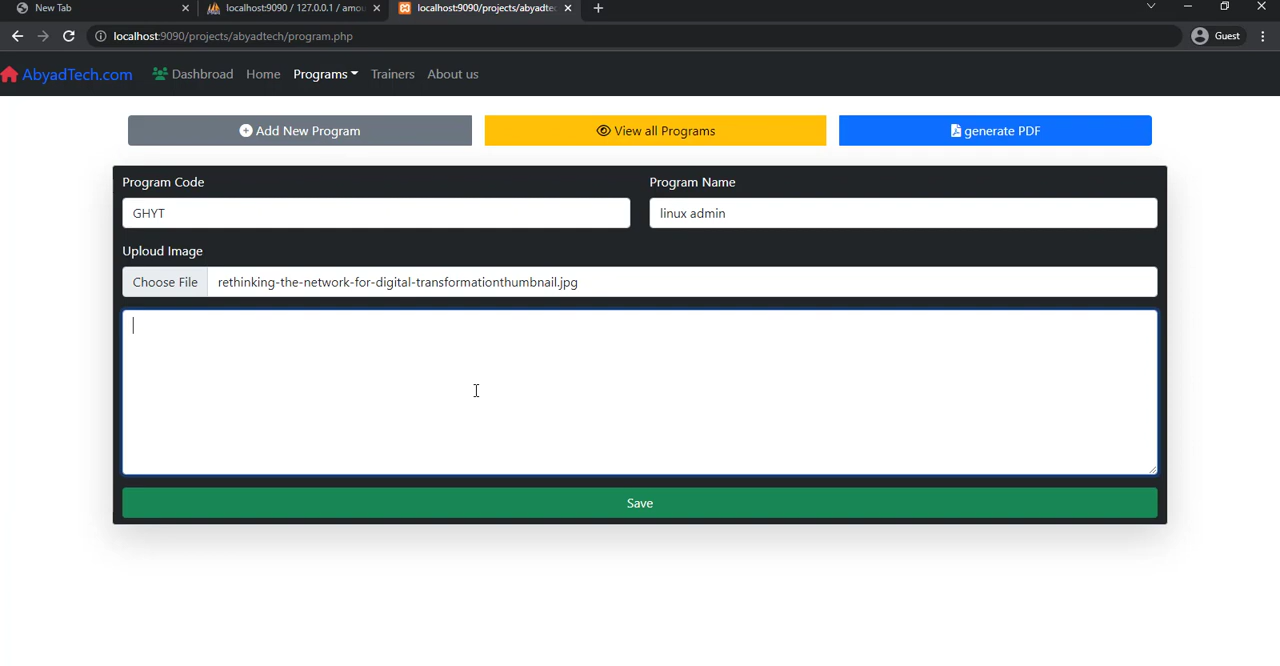 New Tab
localhost:9090 / 127.0.0.1 / amou
localhost:9090/projects/abyadtec
localhost:9090/projects/abyadtech/program.php
Guest
AbyadTech.com
Dashbroad
Home
Programs
Trainers
About us
Add New Program
View all Programs
generate PDF
Program Code
Program Name
GHYT
linux admin
Uploud Image
Choose File
rethinking-the-network-for-digital-transformationthumbnail.jpg
Save